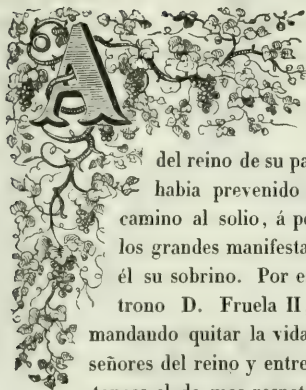 A
del reino de su pa
habia prevenido
camino al solio, á pe
los grandes manifesta
él su sobrino. Por e
trono D. Fruela II
mandando quitar la vida
señores del reino y entre